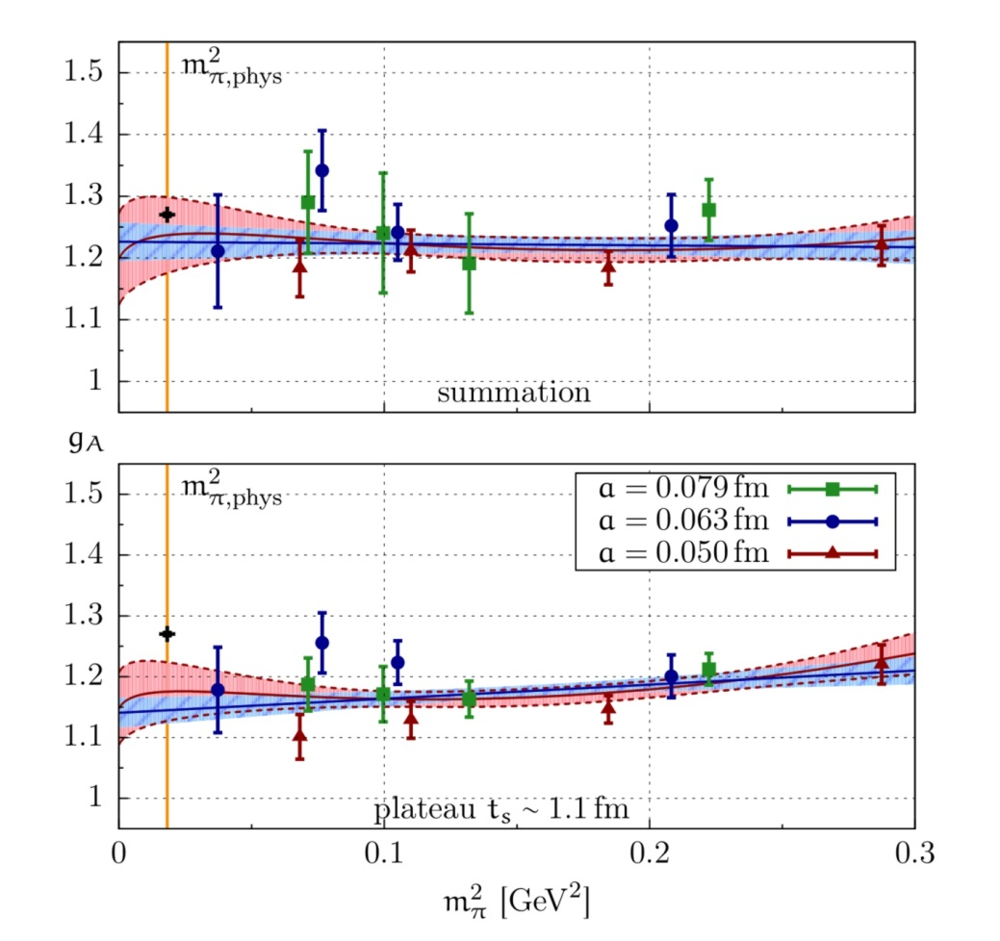 1.5
m²π,phys
1.4
1.3
1.2
1.1
1
summation
gA
1.5
m²π,phys
a = 0.079 fm
a = 0.063 fm
1.4
a = 0.050 fm
1.3
1.2
1.1
1
plateau ts ~ 1.1 fm
0 0.1 0.2 0.3
m²π [GeV²]